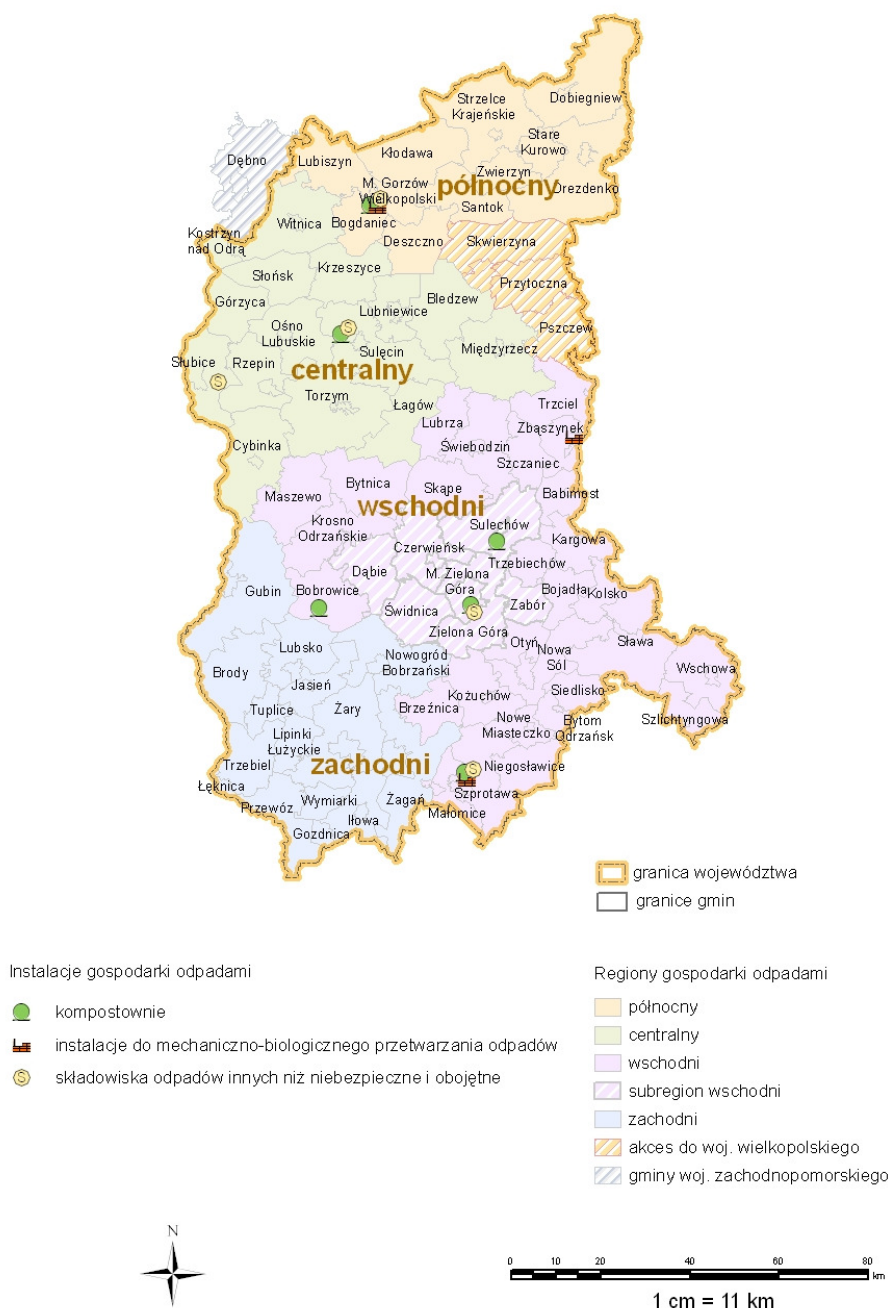 Strzelce
Krajeńskie
Dobiegniew
Stare
Kurowo
Dębno
Lubiszyn
Kłodawa
Zwierzyn
M. Gorzów
Wielkopolski
północny
Drezdenko
Santok
Witnica
Bogdaniec
Deszczno
Skwierzyna
Kostrzyn
nad Odrą
Krzeszyce
Słońsk
Przytoczna
Górzyca
Bledzew
Lubniewice
Ośno
Lubuskie
Pszczew
Sulęcin
Międzyrzecz
Słubice
Rzepin
centralny
Torzym
Łagów
Trzciel
Lubrza
Zbąszynek
Cybinka
Świebodzin
Szczaniec
Bytnica
Skąpe
Maszewo
wschodni
Babimost
Krosno
Odrzańskie
Sulechów
Kargowa
Czerwieńsk
Trzebiechów
Dąbie
M. Zielona
Góra
Gubin
Bobrowice
Bojadła
Kolsko
Świdnica
Zabór
Zielona Góra
Otyń
Nowa
Sól
Sława
Lubsko
Nowogród
Bobrzański
Wschowa
Brody
Jasień
Kożuchów
Siedlisko
Tuplice
Żary
Brzeźnica
Nowe
Miasteczko
Bytom
Odrzańsk
Szlichtyngowa
Lipinki
Łużyckie
Trzebiel
zachodni
Niegosławice
Łęknica
Szprotawa
Przewóz
Wymiarki
Żagań
Małomice
Iłowa
Gozdnica
granica województwa
granice gmin
Instalacje gospodarki odpadami
kompostownie
instalacje do mechaniczno-biologicznego przetwarzania odpadów
S składowiska odpadów innych niż niebezpieczne i obojętne
Regiony gospodarki odpadami
północny
centralny
wschodni
subregion wschodni
zachodni
akces do woj. wielkopolskiego
gminy woj. zachodnopomorskiego
N
0 10 20 40 60 80
km
1 cm = 11 km